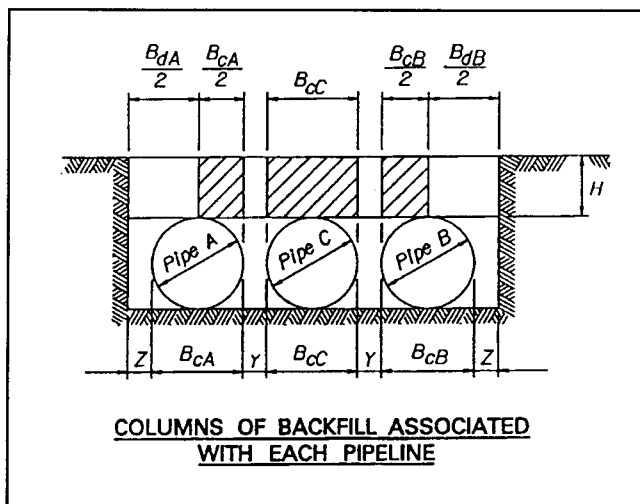 BdA/2 BcA/2 BcC BcB/2 BdB/2
H
Pipe A Pipe C Pipe B
Z BcA Y BcC Y BcB Z
COLUMNS OF BACKFILL ASSOCIATED
WITH EACH PIPELINE